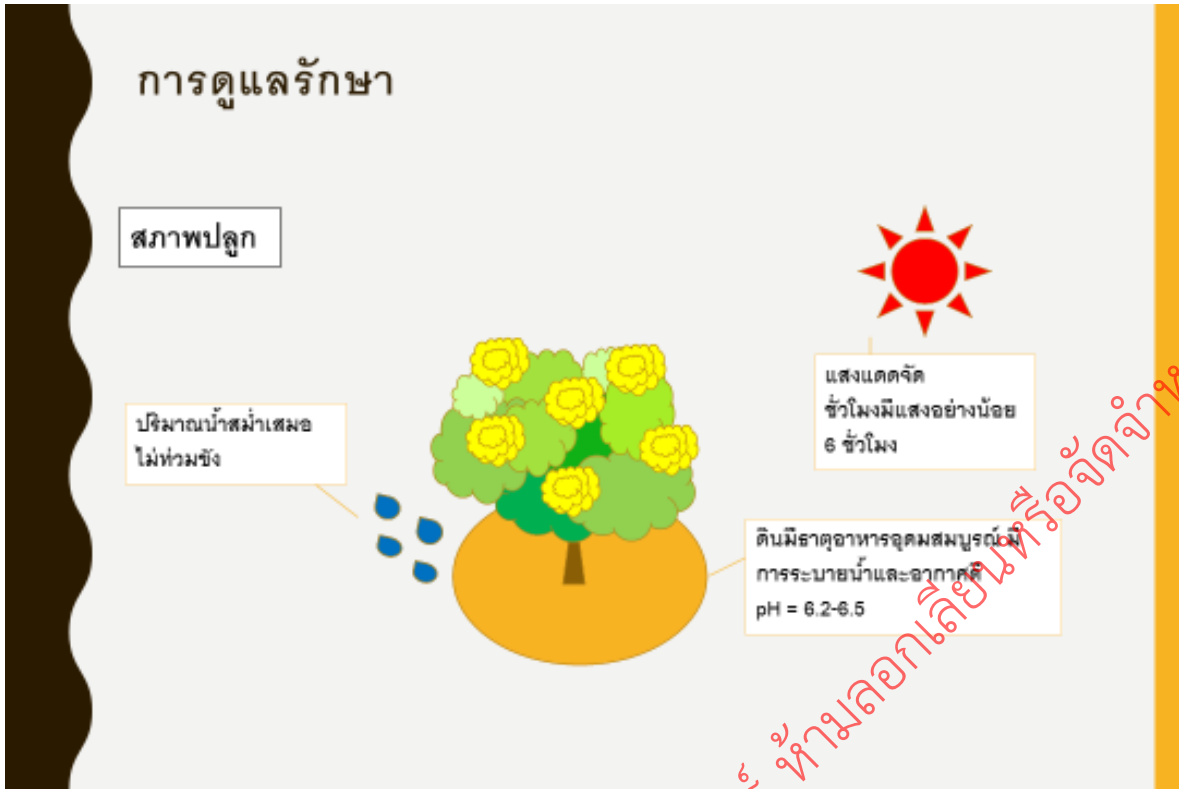 การดูแลรักษา
สภาพปลูก
แสงแดดจัด
ชั่วโมงมีแสงอย่างน้อย
6 ชั่วโมง
ปริมาณน้ำสม่ำเสมอ
ไม่ท่วมขัง
ดินมีธาตุอาหารอุดมสมบูรณ์ มี
การระบายน้ำและอากาศดี
pH = 6.2-6.5
ห้ามลอกเลียนหรือจัดจำห